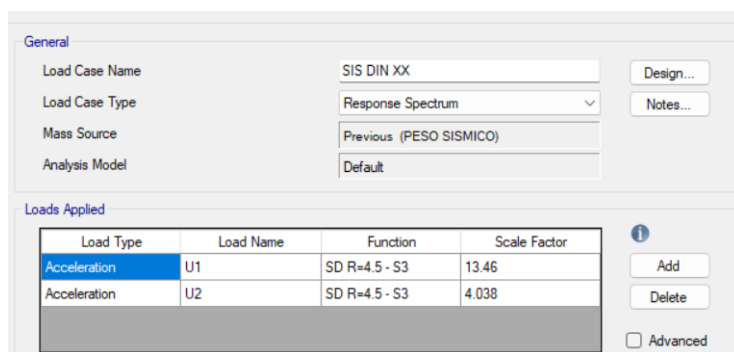 General
Load Case Name SIS DIN XX Design...
Load Case Type Response Spectrum Notes...
Mass Source Previous (PESO SISMICO)
Analysis Model Default
Loads Applied
Load Type Load Name Function Scale Factor
Acceleration U1 SD R=4.5 - S3 13.46 Add
Acceleration U2 SD R=4.5 - S3 4.038 Delete
Advanced